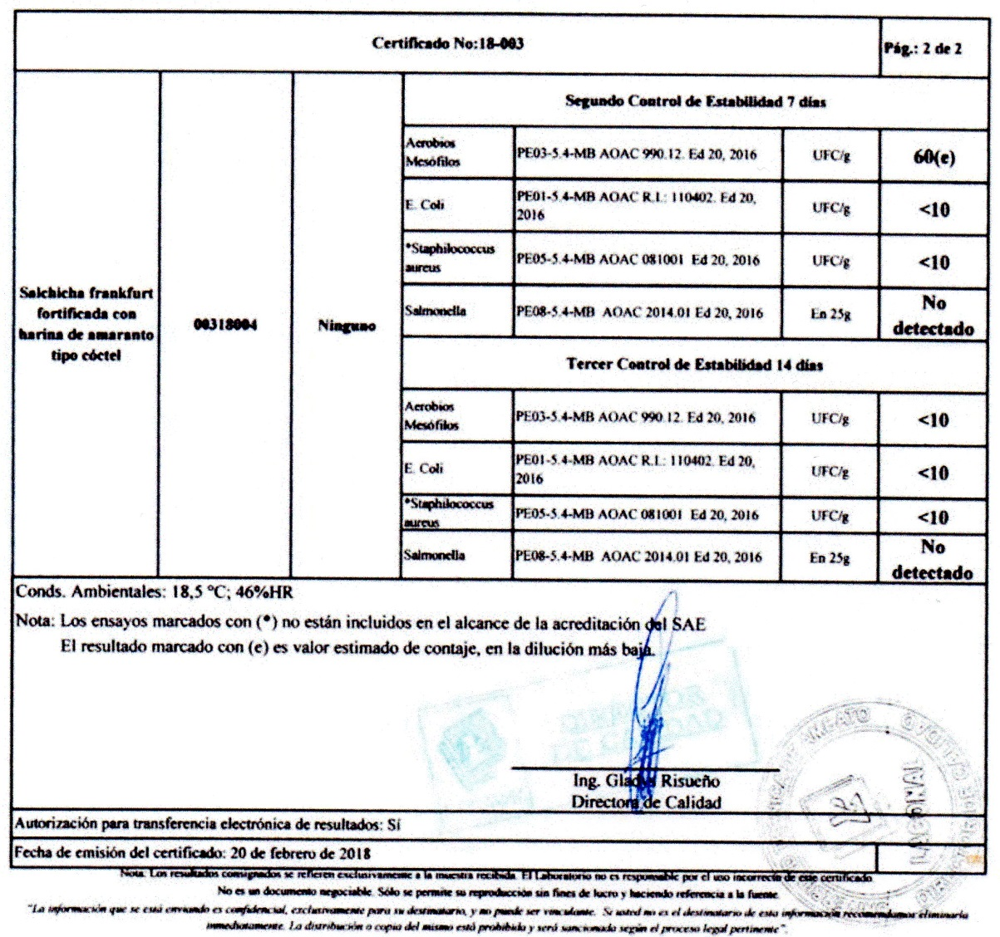 Certificado No:18-003
Pág.: 2 de 2
Salchicha frankfurt
fortificada con
harina de amaranto
tipo cóctel
00318004
Ninguno
Segundo Control de Estabilidad 7 días
Aerobios
Mesófilos
PE03-5.4-MB AOAC 990.12. Ed 20, 2016
UFC/g
60(e)
E. Coli
PE01-5.4-MB AOAC R.I.: 110402. Ed 20,
2016
UFC/g
<10
*Staphilococcus
aureus
PE05-5.4-MB AOAC 081001 Ed 20, 2016
UFC/g
<10
Salmonella
PE08-5.4-MB AOAC 2014.01 Ed 20, 2016
En 25g
No
detectado
Tercer Control de Estabilidad 14 días
Aerobios
Mesófilos
PE03-5.4-MB AOAC 990.12. Ed 20, 2016
UFC/g
<10
E. Coli
PE01-5.4-MB AOAC R.I.: 110402. Ed 20,
2016
UFC/g
<10
*Staphilococcus
aureus
PE05-5.4-MB AOAC 081001 Ed 20, 2016
UFC/g
<10
Salmonella
PE08-5.4-MB AOAC 2014.01 Ed 20, 2016
En 25g
No
detectado
Conds. Ambientales: 18,5 °C; 46%HR
Nota: Los ensayos marcados con (*) no están incluidos en el alcance de la acreditación del SAE
El resultado marcado con (e) es valor estimado de contaje, en la dilución más baja.
Ing. Gladys Risueño
Directora de Calidad
Autorización para transferencia electrónica de resultados: Sí
Fecha de emisión del certificado: 20 de febrero de 2018
Nota: Los resultados consignados se refieren exclusivamente a la muestra recibida. El Laboratorio no es responsable por el uso incorrecto de este certificado.
No es un documento negociable. Sólo se permite su reproducción sin fines de lucro y haciendo referencia a la fuente.
"La información que se está enviando es confidencial, exclusivamente para su destinatario, y no puede ser vinculante. Si usted no es el destinatario de esta información recomendamos eliminarla
inmediatamente. La distribución o copia del mismo está prohibida y será sancionada según el proceso legal pertinente".